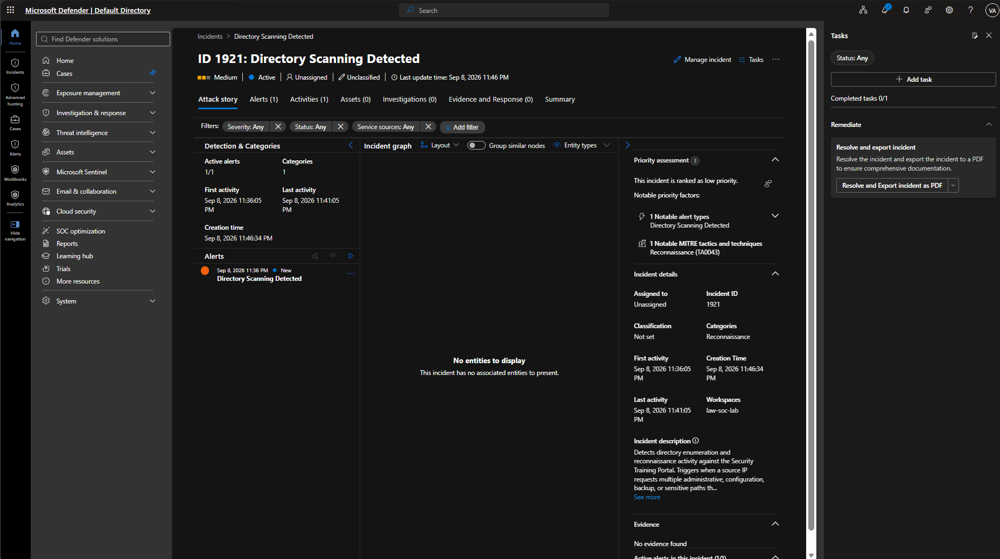 Microsoft Defender | Default Directory
Search
2
VA
Home
Incidents
Advanced
hunting
Cases
Alerts
Workbooks
Analytics
Hide
navigation
Find Defender solutions
Home
Cases
Exposure management
Investigation & response
Threat intelligence
Assets
Microsoft Sentinel
Email & collaboration
Cloud security
SOC optimization
Reports
Learning hub
Trials
More resources
System
Incidents > Directory Scanning Detected
ID 1921: Directory Scanning Detected
Manage incident
Tasks
Medium
Active
Unassigned
Unclassified
Last update time: Sep 8, 2026 11:46 PM
Attack story
Alerts (1)
Activities (1)
Assets (0)
Investigations (0)
Evidence and Response (0)
Summary
Filters:
Severity: Any
Status: Any
Service sources: Any
Add filter
Detection & Categories
Active alerts
1/1
Categories
1
First activity
Sep 8, 2026 11:36:05
PM
Last activity
Sep 8, 2026 11:41:05
PM
Creation time
Sep 8, 2026 11:46:34 PM
Alerts
Sep 8, 2026 11:36 PM
New
Directory Scanning Detected
Incident graph
Layout
Group similar nodes
Entity types
No entities to display
This incident has no associated entities to present.
Priority assessment 3
This incident is ranked as low priority.
Notable priority factors:
1 Notable alert types
Directory Scanning Detected
1 Notable MITRE tactics and techniques
Reconnaissance (TA0043)
Incident details
Assigned to
Unassigned
Incident ID
1921
Classification
Not set
Categories
Reconnaissance
First activity
Sep 8, 2026 11:36:05
PM
Creation Time
Sep 8, 2026 11:46:34
PM
Last activity
Sep 8, 2026 11:41:05
PM
Workspaces
law-soc-lab
Incident description
Detects directory enumeration and
reconnaissance activity against the Security
Training Portal. Triggers when a source IP
requests multiple administrative, configuration,
backup, or sensitive paths th...
See more
Evidence
No evidence found
Active alerts in this incident (1/1)
Tasks
Status: Any
Add task
Completed tasks 0/1
Remediate
Resolve and export incident
Resolve the incident and export the incident to a PDF
to ensure comprehensive documentation.
Resolve and Export incident as PDF